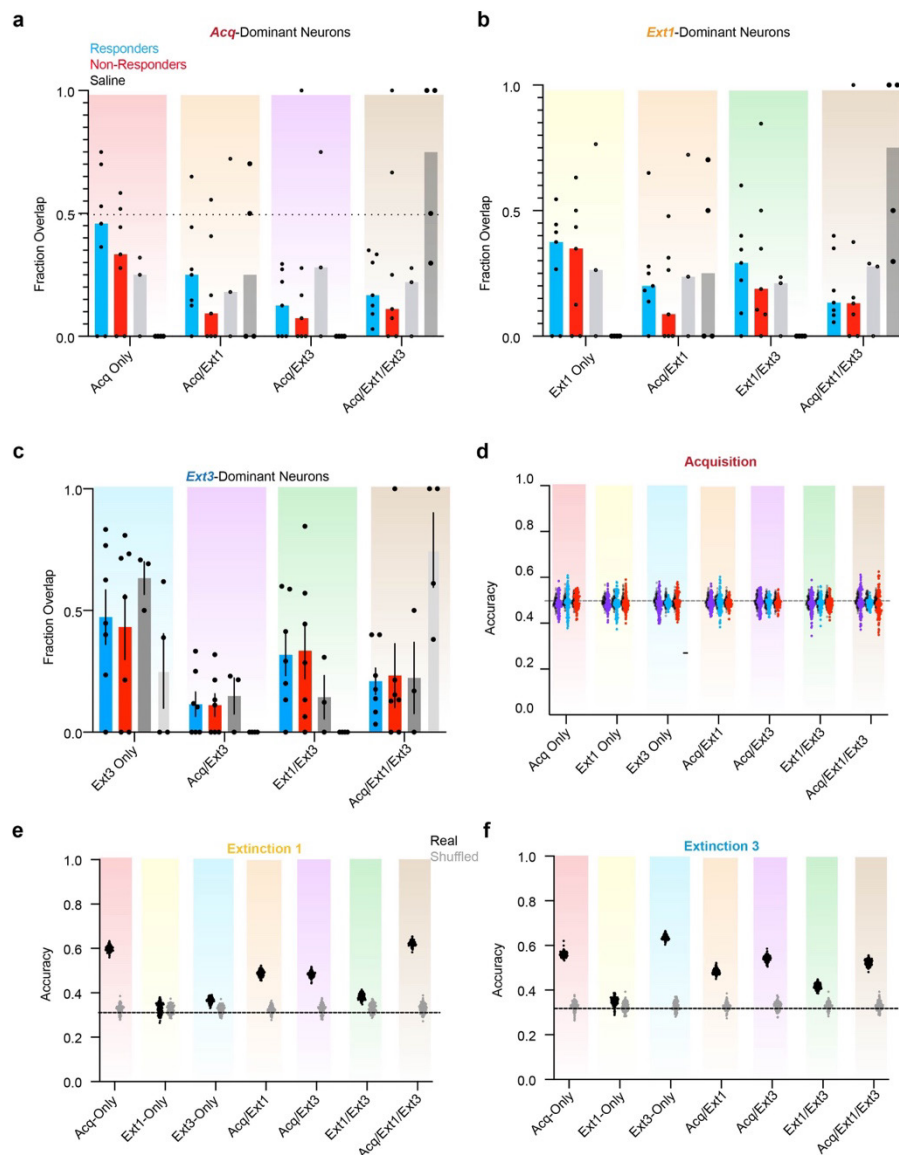 a
Acq-Dominant Neurons
Responders
Non-Responders
Saline
Fraction Overlap
1.0
0.5
0.0
Acq Only
Acq/Ext1
Acq/Ext3
Acq/Ext1/Ext3
b
Ext1-Dominant Neurons
Fraction Overlap
1.0
0.5
0.0
Ext1 Only
Acq/Ext1
Ext1/Ext3
Acq/Ext1/Ext3
c
Ext3-Dominant Neurons
Fraction Overlap
1.0
0.5
0.0
Ext3 Only
Acq/Ext3
Ext1/Ext3
Acq/Ext1/Ext3
d
Acquisition
Accuracy
1.0
0.8
0.6
0.4
0.2
0.0
Acq Only
Ext1 Only
Ext3 Only
Acq/Ext1
Acq/Ext3
Ext1/Ext3
Acq/Ext1/Ext3
e
Extinction 1
Real
Shuffled
Accuracy
1.0
0.8
0.6
0.4
0.2
0.0
Acq-Only
Ext1-Only
Ext3-Only
Acq/Ext1
Acq/Ext3
Ext1/Ext3
Acq/Ext1/Ext3
f
Extinction 3
Accuracy
1.0
0.8
0.6
0.4
0.2
0.0
Acq-Only
Ext1-Only
Ext3-Only
Acq/Ext1
Acq/Ext3
Ext1/Ext3
Acq/Ext1/Ext3